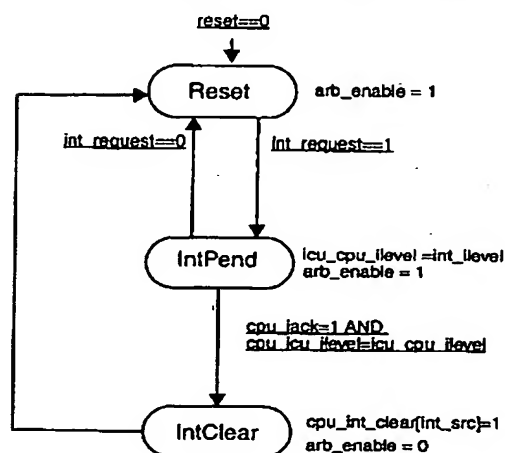 reset==0
Reset
arb_enable = 1
int_request==0
int_request==1
IntPend
icu_cpu_ilevel =int_ilevel
arb_enable = 1
cpu_iack=1 AND
cpu_icu_ilevel=icu_cpu_ilevel
IntClear
cpu_int_clear[int_src]=1
arb_enable = 0